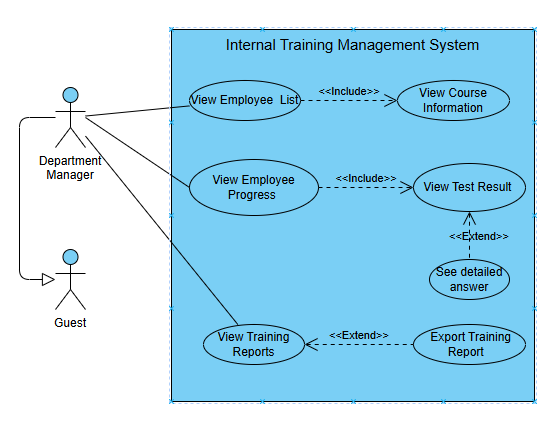 Internal Training Management System
View Employee List
<<Include>>
View Course
Information
Department
Manager
View Employee
Progress
<<Include>>
View Test Result
<<Extend>>
See detailed
answer
Guest
View Training
Reports
<<Extend>>
Export Training
Report